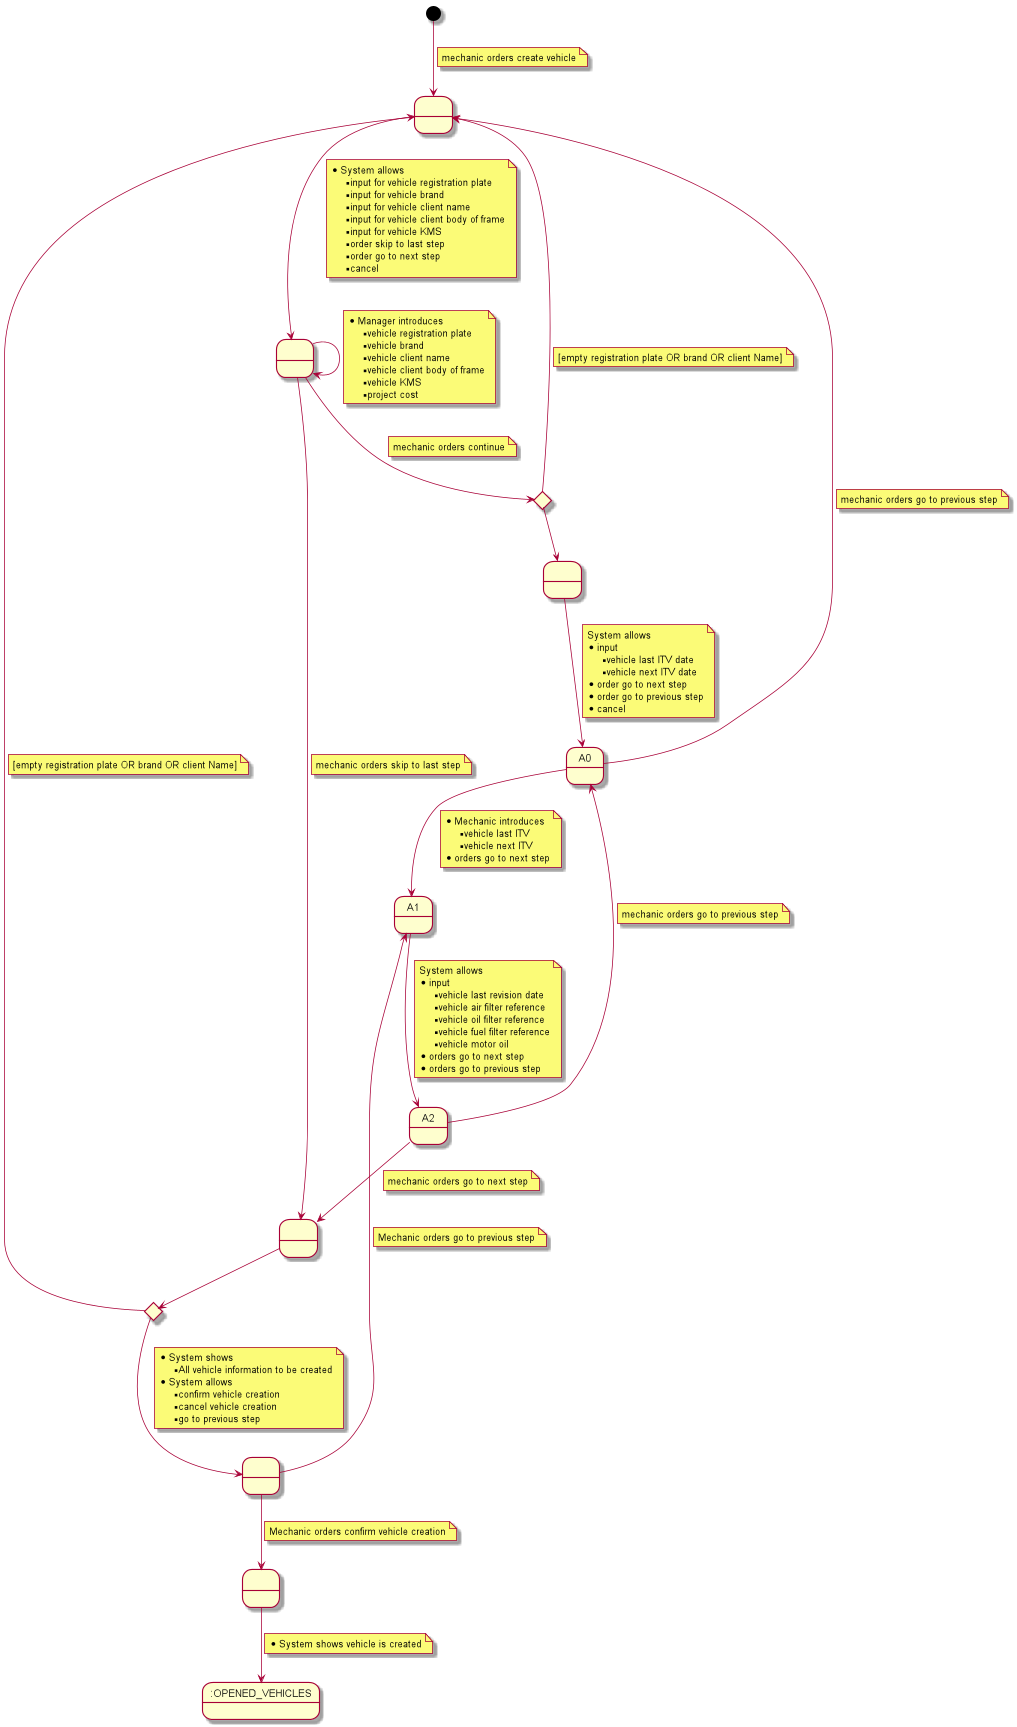 mechanic orders create vehicle
System allows
input for vehicle registration plate
input for vehicle brand
input for vehicle client name
input for vehicle client body of frame
input for vehicle KMS
order skip to last step
order go to next step
cancel
Manager introduces
vehicle registration plate
vehicle brand
vehicle client name
vehicle client body of frame
vehicle KMS
project cost
[empty registration plate OR brand OR client Name]
mechanic orders continue
mechanic orders go to previous step
System allows
input
vehicle last ITV date
vehicle next ITV date
order go to next step
order go to previous step
cancel
[empty registration plate OR brand OR client Name]
mechanic orders skip to last step
A0
Mechanic introduces
vehicle last ITV
vehicle next ITV
orders go to next step
A1
mechanic orders go to previous step
System allows
input
vehicle last revision date
vehicle air filter reference
vehicle oil filter reference
vehicle fuel filter reference
vehicle motor oil
orders go to next step
orders go to previous step
A2
mechanic orders go to next step
Mechanic orders go to previous step
System shows
All vehicle information to be created
System allows
confirm vehicle creation
cancel vehicle creation
go to previous step
Mechanic orders confirm vehicle creation
System shows vehicle is created
:OPENED_VEHICLES